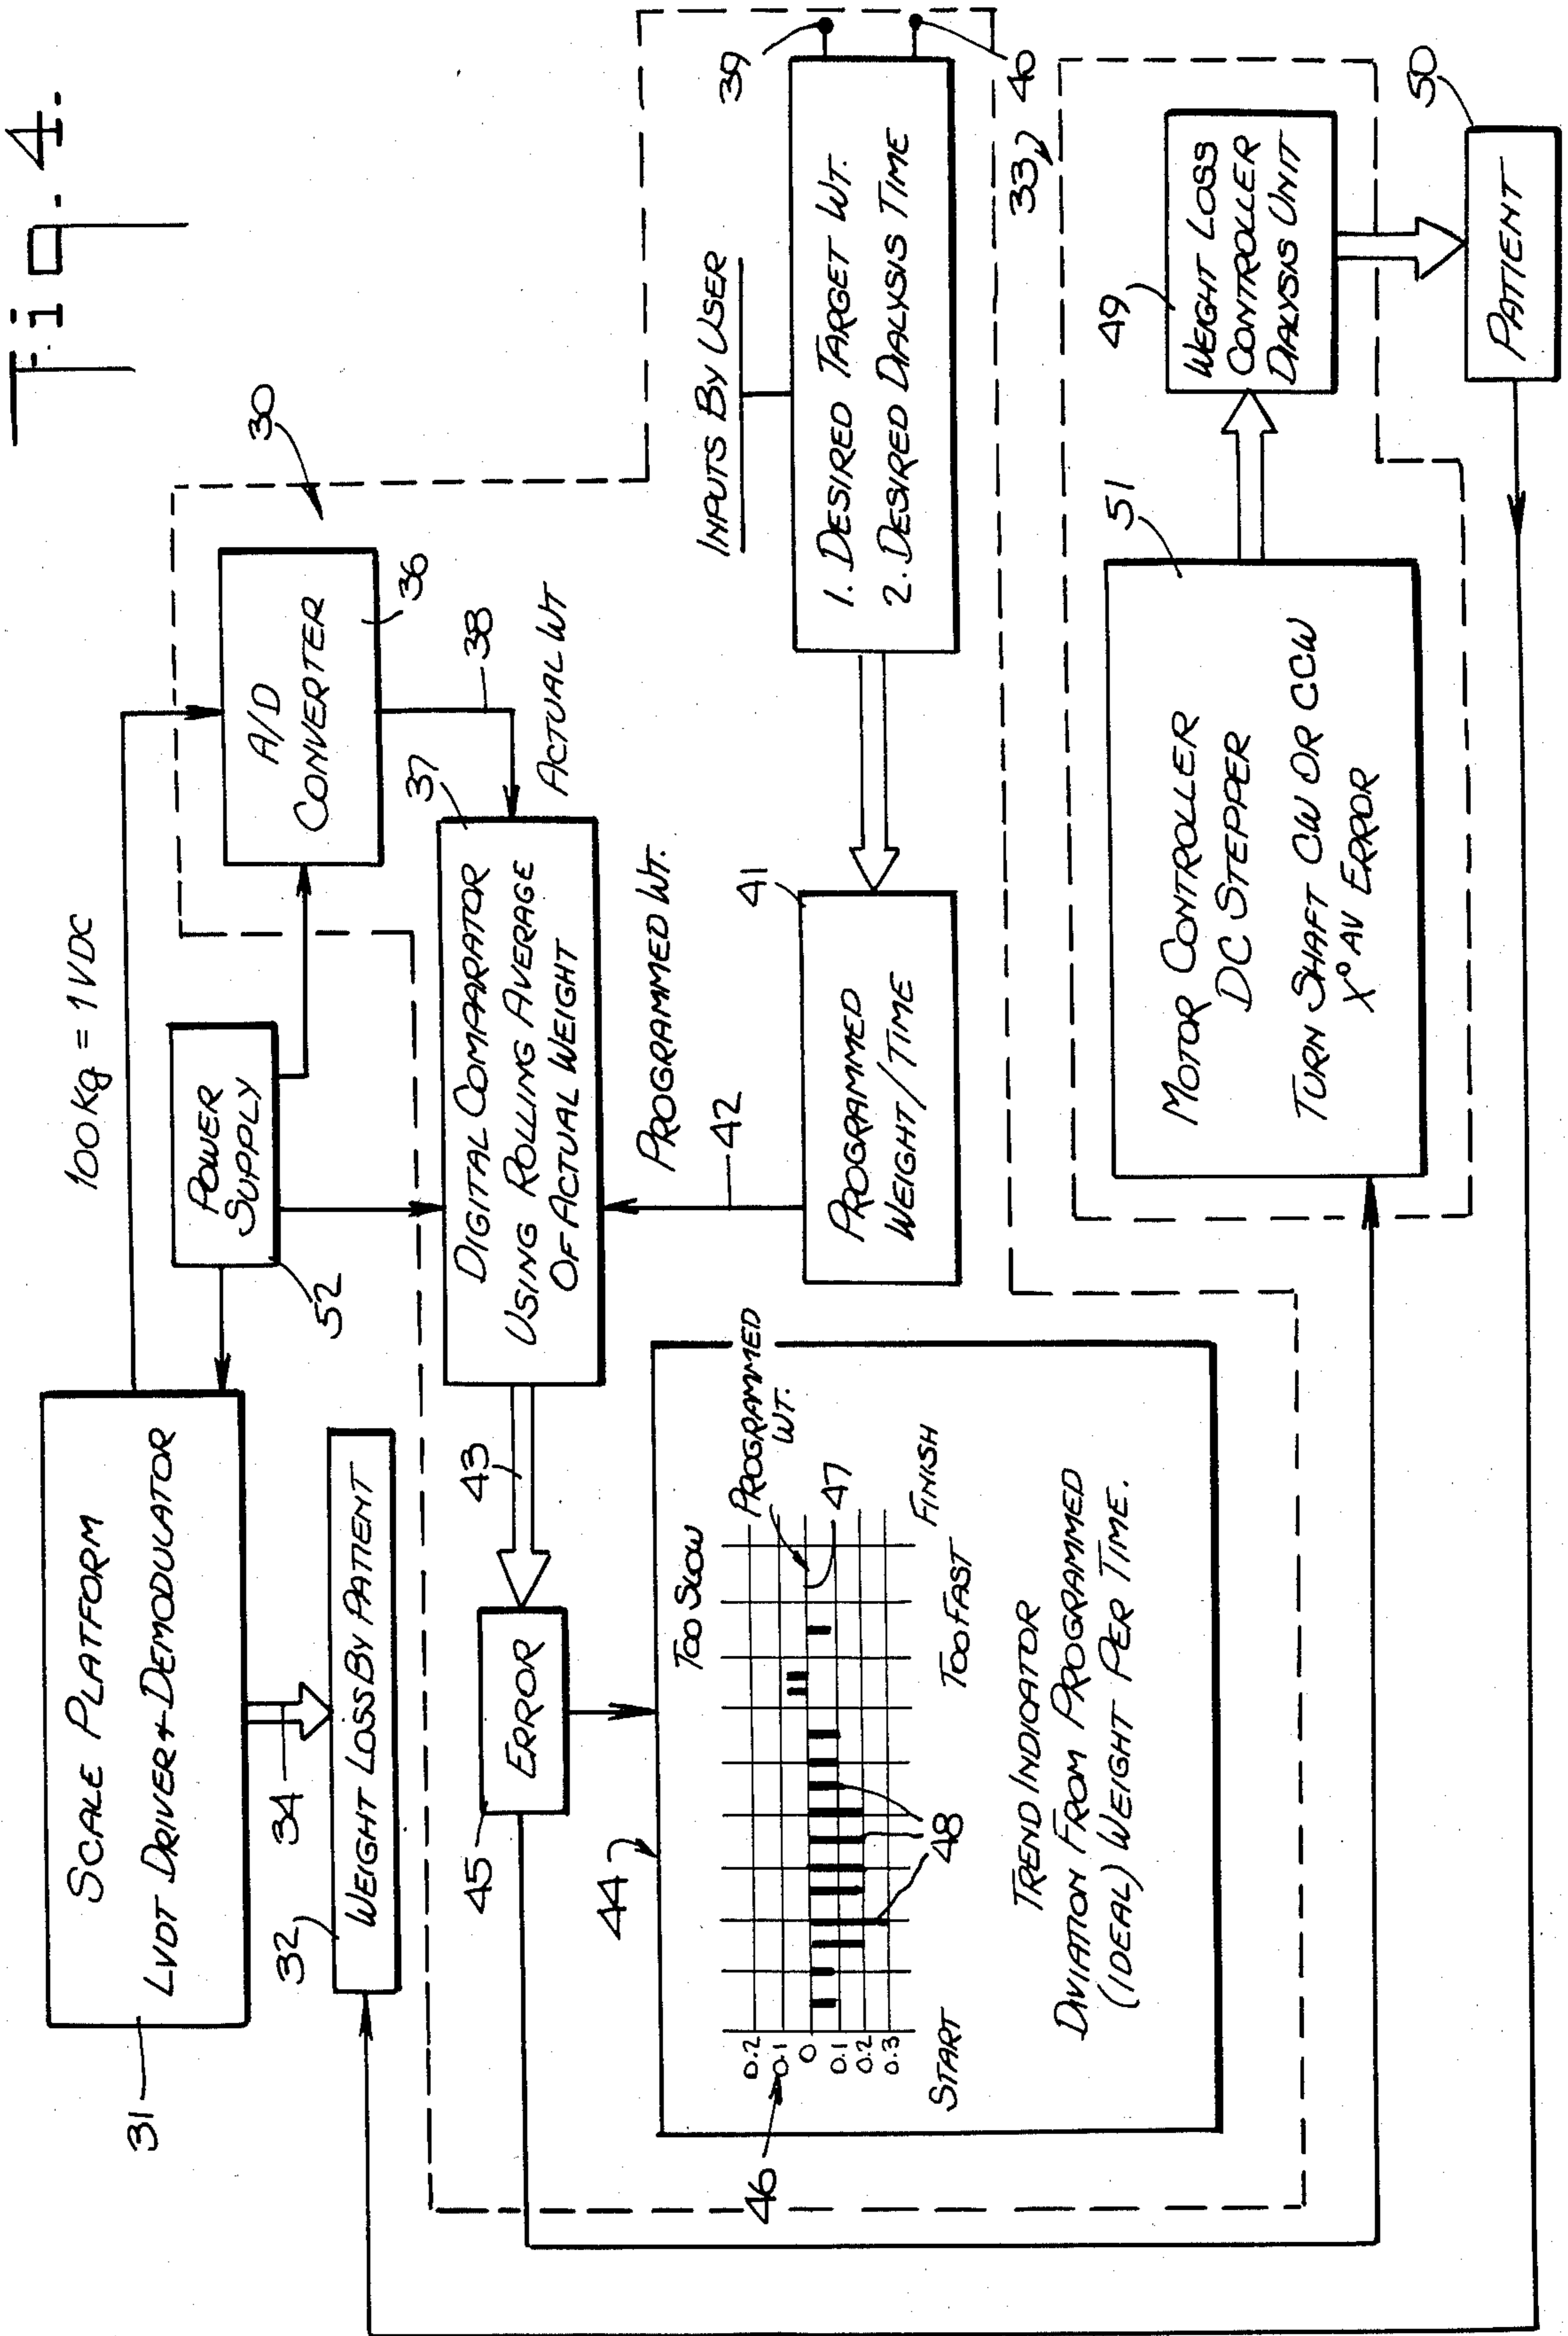 Fig. 4.
31
SCALE PLATFORM
LVDT DRIVER + DEMODULATOR
100 Kg = 1 VDC
POWER
SUPPLY
52
30
A/D
CONVERTER
36
34
32
WEIGHT LOSS BY PATIENT
38
ACTUAL WT
37
DIGITAL COMPARATOR
USING ROLLING AVERAGE
OF ACTUAL WEIGHT
43
45
ERROR
PROGRAMMED WT.
42
41
PROGRAMMED
WEIGHT/TIME
INPUTS BY USER
1. DESIRED TARGET WT.
2. DESIRED DIALYSIS TIME
39
40
44
TOO SLOW
PROGRAMMED
WT.
47
0.2
0.1
0
0.1
0.2
0.3
46
48
START
TOO FAST
FINISH
TREND INDICATOR
DIVIATION FROM PROGRAMMED
(IDEAL) WEIGHT PER TIME.
33
51
MOTOR CONTROLLER
DC STEPPER
TURN SHAFT CW OR CCW
X° AV ERROR
49
WEIGHT LOSS
CONTROLLER
DIALYSIS UNIT
50
PATIENT